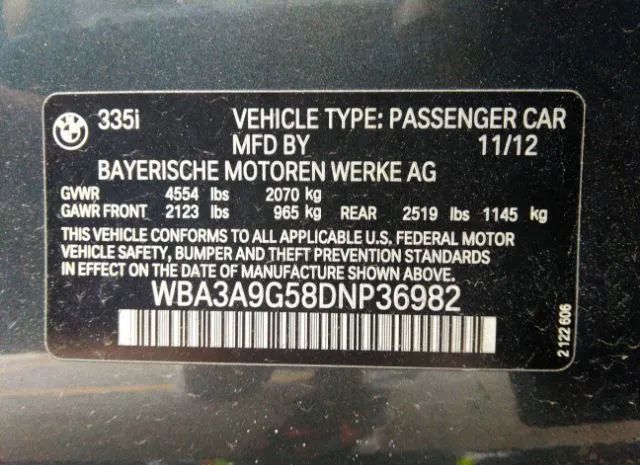 BMW
335i VEHICLE TYPE: PASSENGER CAR
MFD BY 11/12
BAYERISCHE MOTOREN WERKE AG
GVWR 4554 lbs 2070 kg
GAWR FRONT 2123 lbs 965 kg REAR 2519 lbs 1145 kg
THIS VEHICLE CONFORMS TO ALL APPLICABLE U.S. FEDERAL MOTOR
VEHICLE SAFETY, BUMPER AND THEFT PREVENTION STANDARDS
IN EFFECT ON THE DATE OF MANUFACTURE SHOWN ABOVE.
WBA3A9G58DNP36982
2 122 606